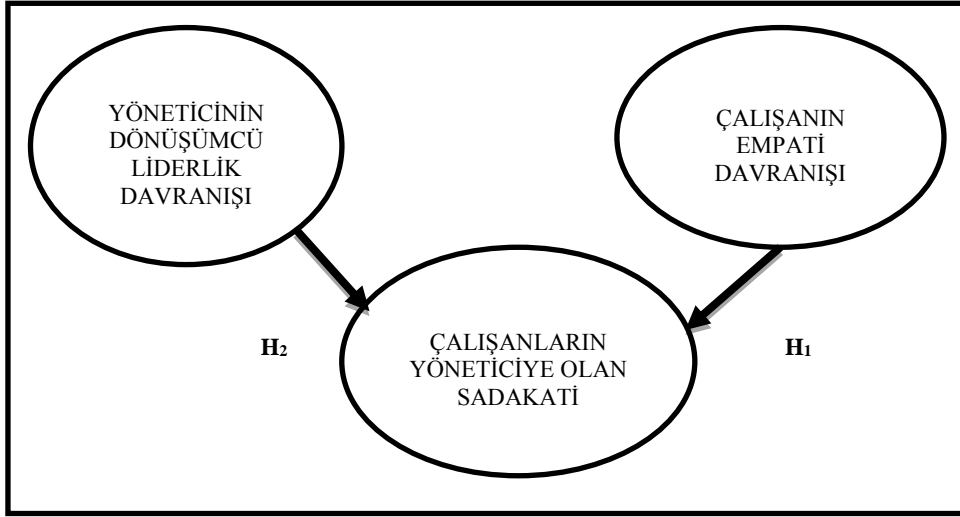 YÖNETİCİNİN
DÖNÜŞÜMCÜ
LİDERLİK
DAVRANIŞI
ÇALIŞANIN
EMPATİ
DAVRANIŞI
H2
ÇALIŞANLARIN
YÖNETİCİYE OLAN
SADAKATİ
H1